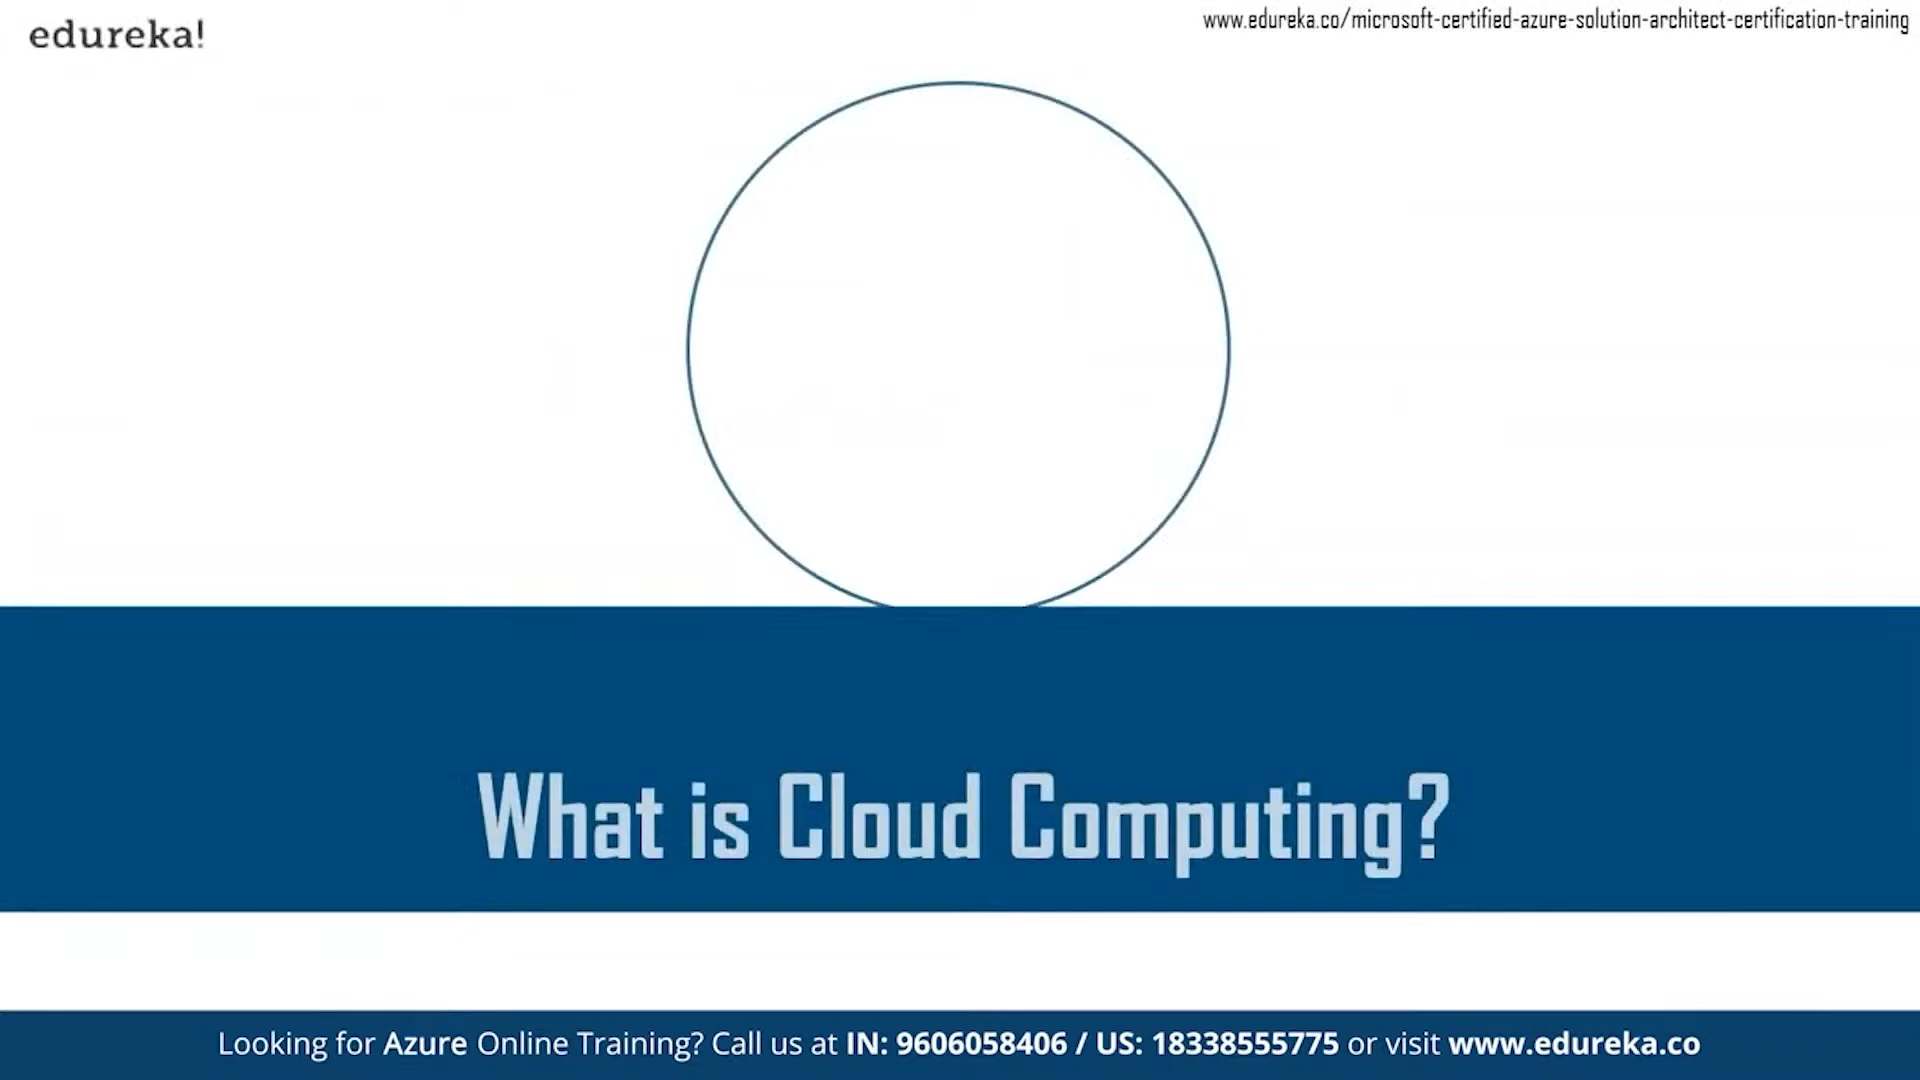 edureka!
www.edureka.co/microsoft-certified-azure-solution-architect-certification-training
What is Cloud Computing?
Looking for Azure Online Training? Call us at IN: 9606058406 / US: 18338555775 or visit www.edureka.co